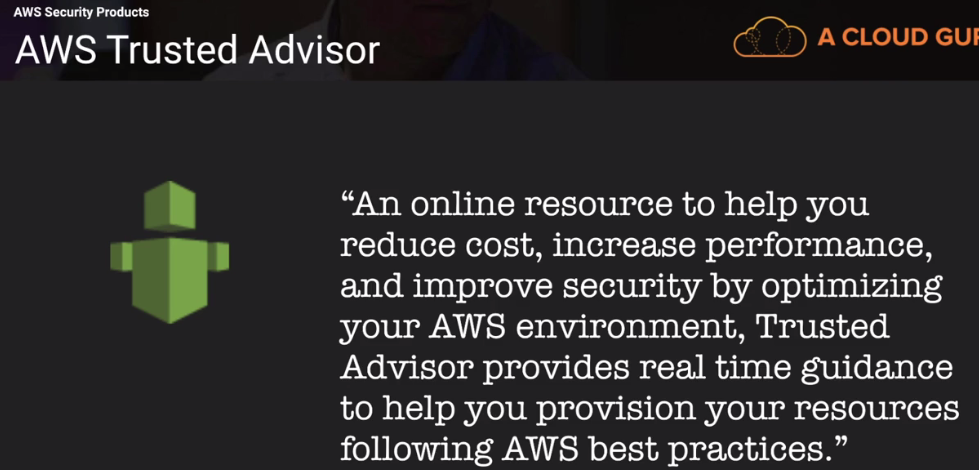 AWS Security Products
AWS Trusted Advisor
A CLOUD
“An online resource to help you
reduce cost, increase performance,
and improve security by optimizing
your AWS environment, Trusted
Advisor provides real time guidance
to help you provision your resources
following AWS best practices.”